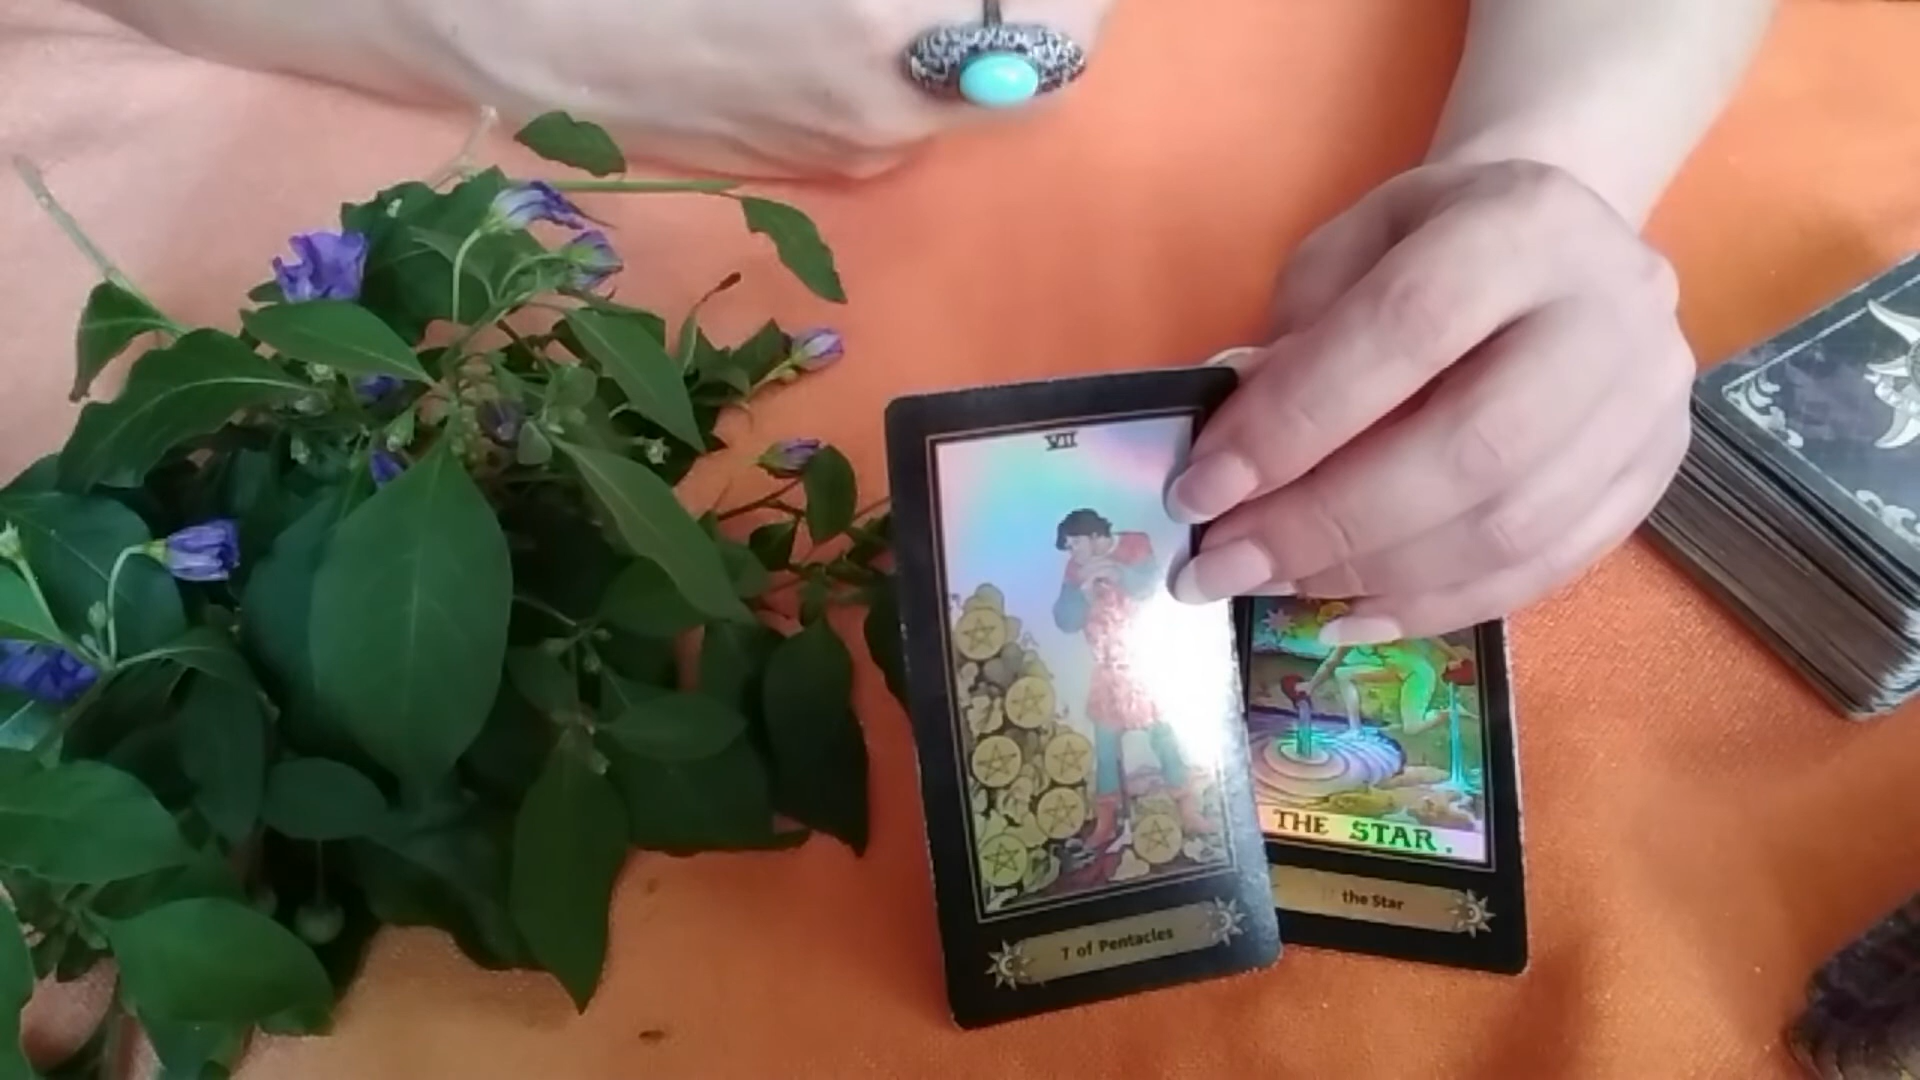 VII
7 of Pentacles
THE STAR.
the Star